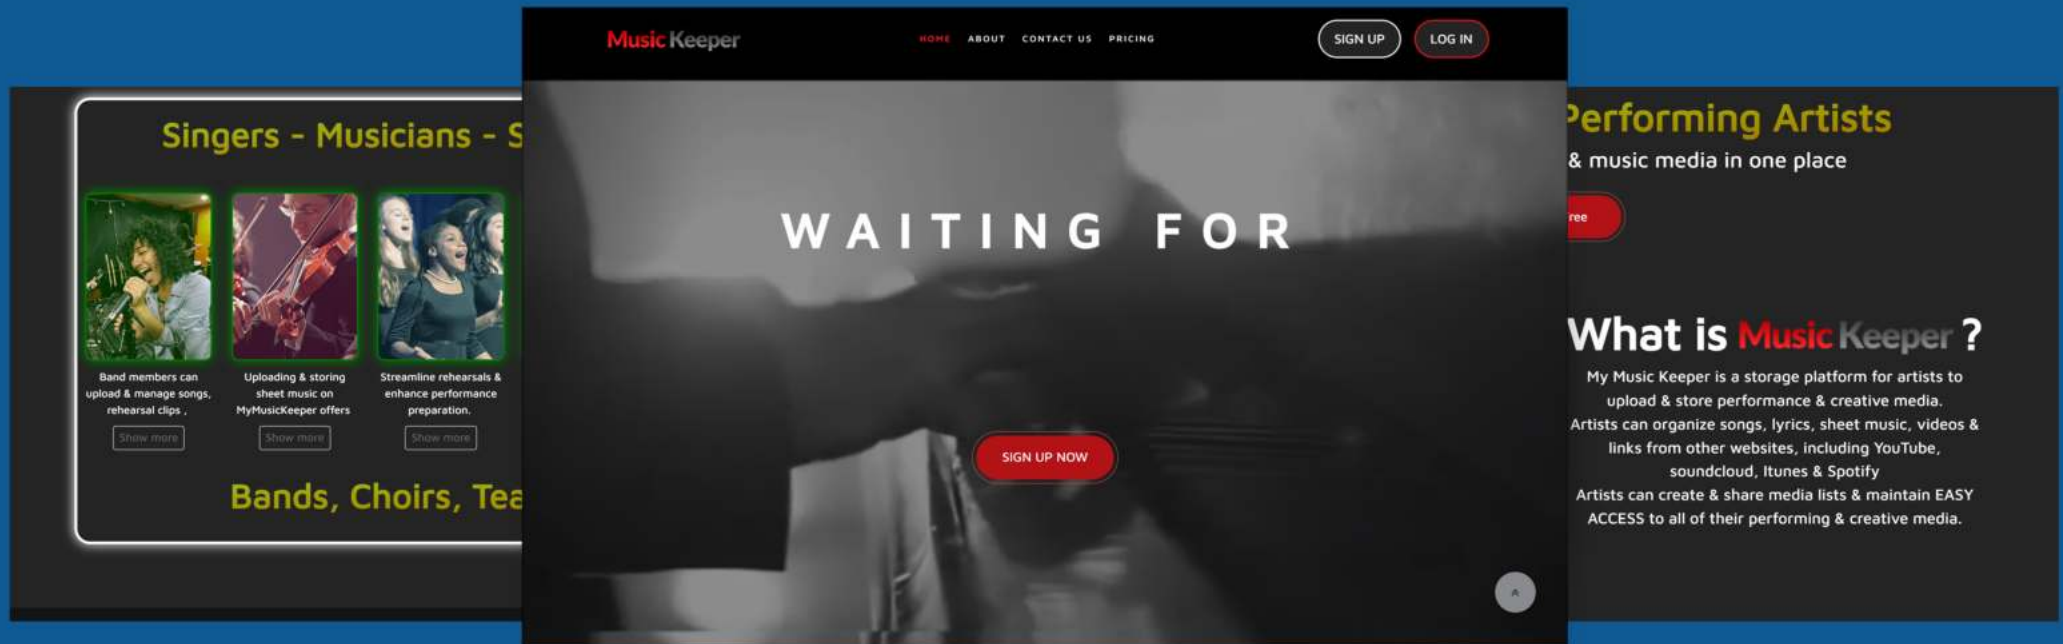 Music Keeper
HOME ABOUT CONTACT US PRICING
SIGN UP LOG IN
WAITING FOR
SIGN UP NOW
Singers - Musicians - S
Band members can
upload & manage songs,
rehearsal clips ,
Show more
Uploading & storing
sheet music on
MyMusicKeeper offers
Show more
Streamline rehearsals &
enhance performance
preparation.
Show more
Bands, Choirs, Tea
Performing Artists
& music media in one place
ree
What is Music Keeper ?
My Music Keeper is a storage platform for artists to
upload & store performance & creative media.
Artists can organize songs, lyrics, sheet music, videos &
links from other websites, including YouTube,
soundcloud, Itunes & Spotify
Artists can create & share media lists & maintain EASY
ACCESS to all of their performing & creative media.